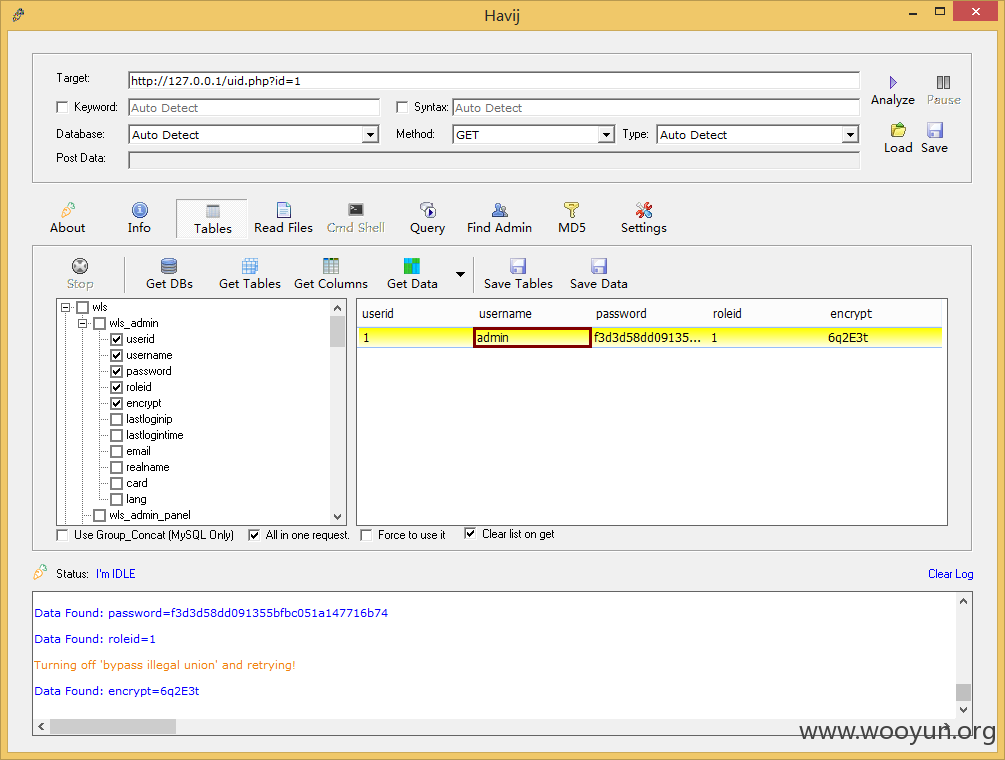 Havij
Target: http://127.0.0.1/uid.php?id=1
Keyword: Auto Detect Syntax: Auto Detect
Analyze Pause
Database: Auto Detect Method: GET Type: Auto Detect
Load Save
Post Data:
About Info Tables Read Files Cmd Shell Query Find Admin MD5 Settings
Stop Get DBs Get Tables Get Columns Get Data Save Tables Save Data
wls
wls_admin
userid
username
password
roleid
encrypt
lastloginip
lastlogintime
email
realname
card
lang
wls_admin_panel
userid username password roleid encrypt
1 admin f3d3d58dd09135... 1 6q2E3t
Use Group_Concat (MySQL Only) All in one request. Force to use it Clear list on get
Status: I'm IDLE Clear Log
Data Found: password=f3d3d58dd091355bfbc051a147716b74
Data Found: roleid=1
Turning off 'bypass illegal union' and retrying!
Data Found: encrypt=6q2E3t
www.wooyun.org